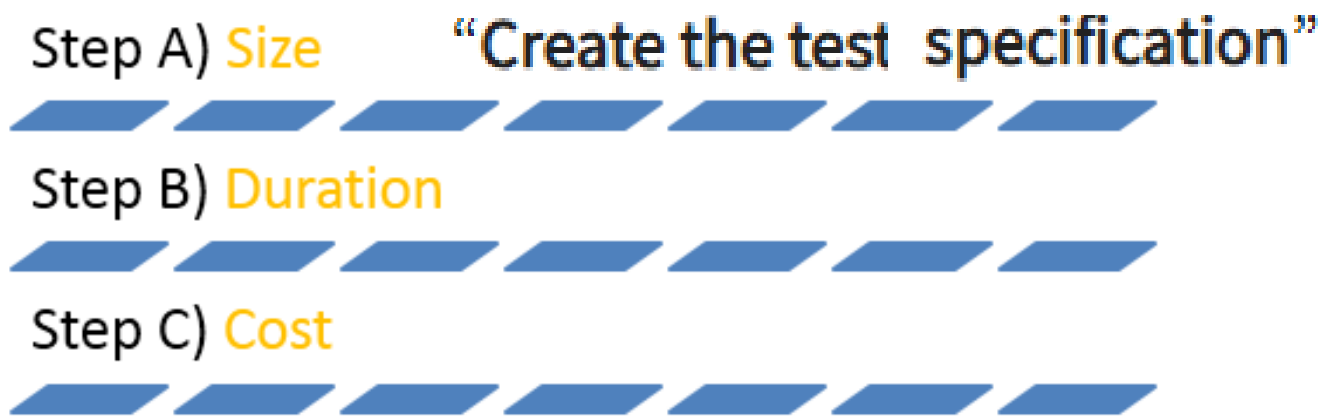 Step A) Size “Create the test specification”
Step B) Duration
Step C) Cost